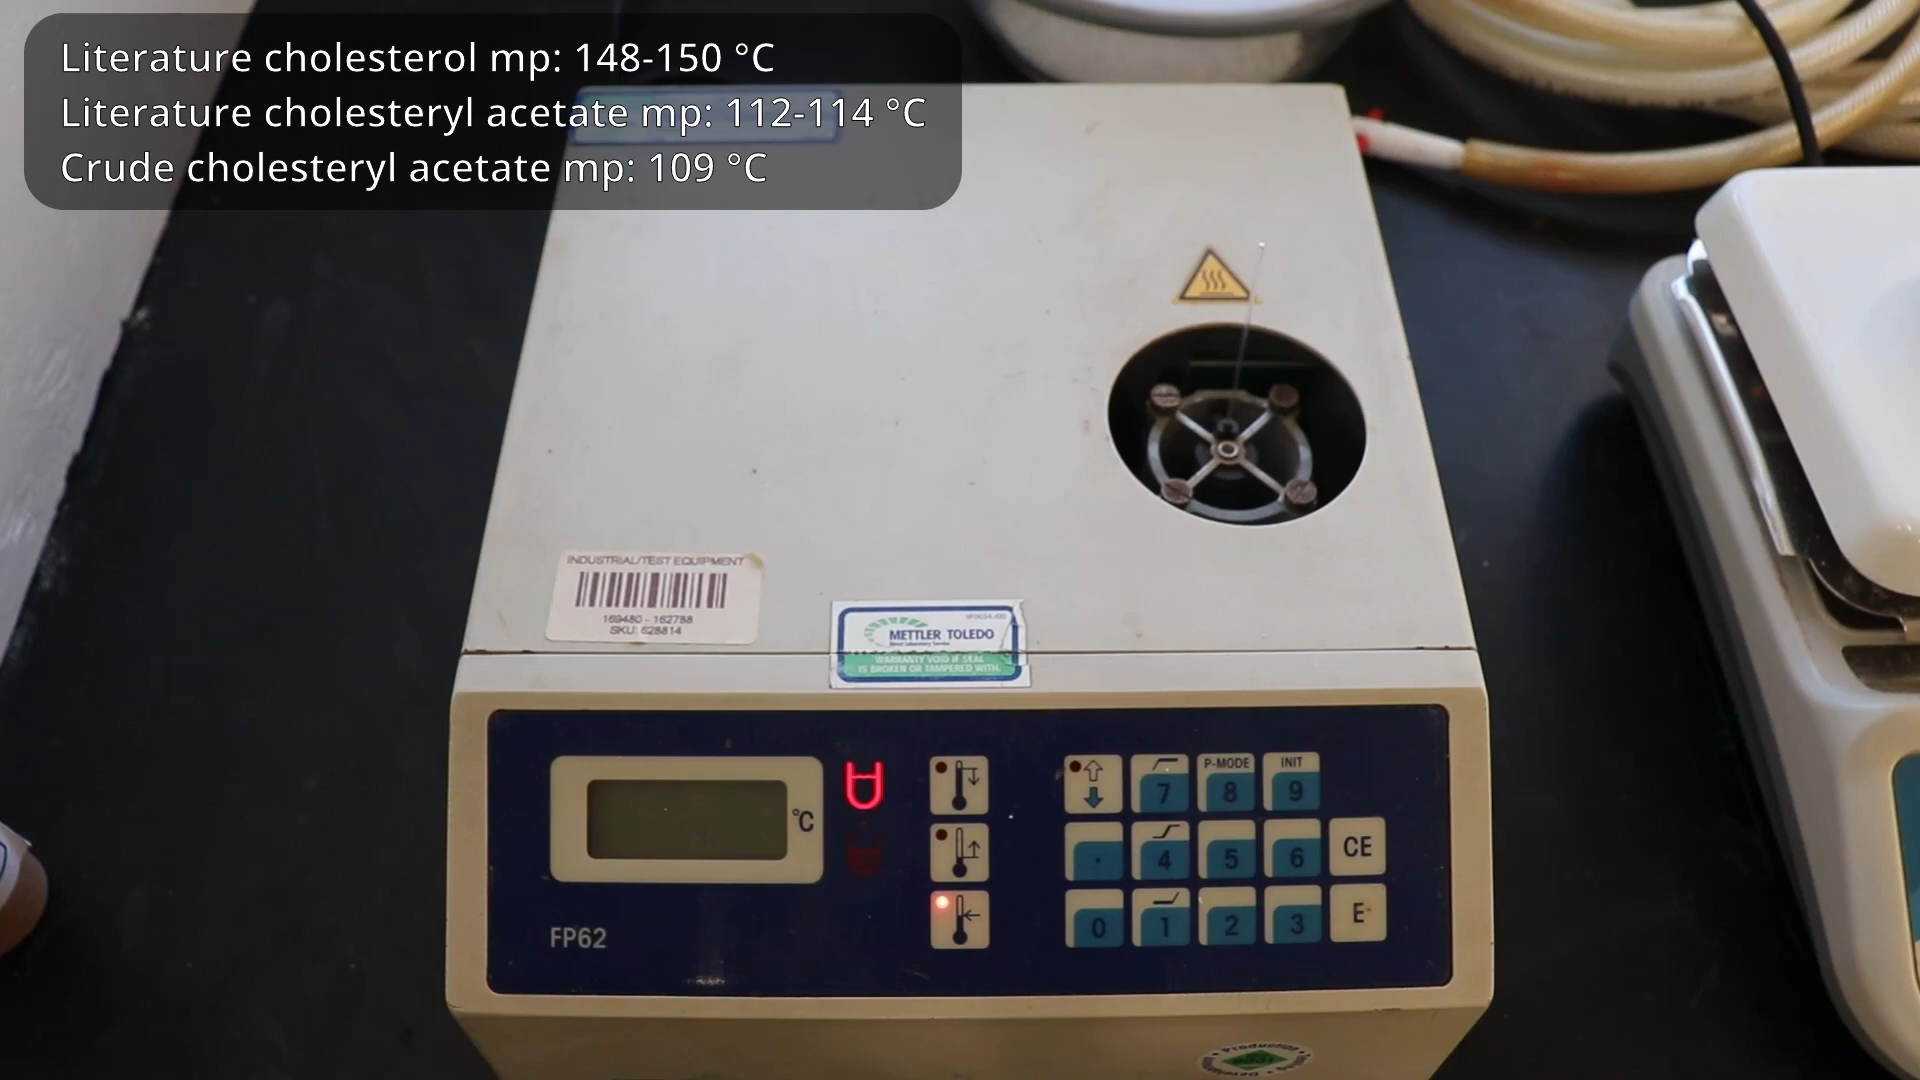 Literature cholesterol mp: 148-150 °C
Literature cholesteryl acetate mp: 112-114 °C
Crude cholesteryl acetate mp: 109 °C
INDUSTRIAL/TEST EQUIPMENT
169480 - 162788
SKU: 628814
METTLER TOLEDO
WARRANTY VOID IF SEAL
IS BROKEN OR TAMPERED WITH.
°C
7
P-MODE
8
INIT
9
.
4
5
6
CE
0
1
2
3
E
FP62
Production